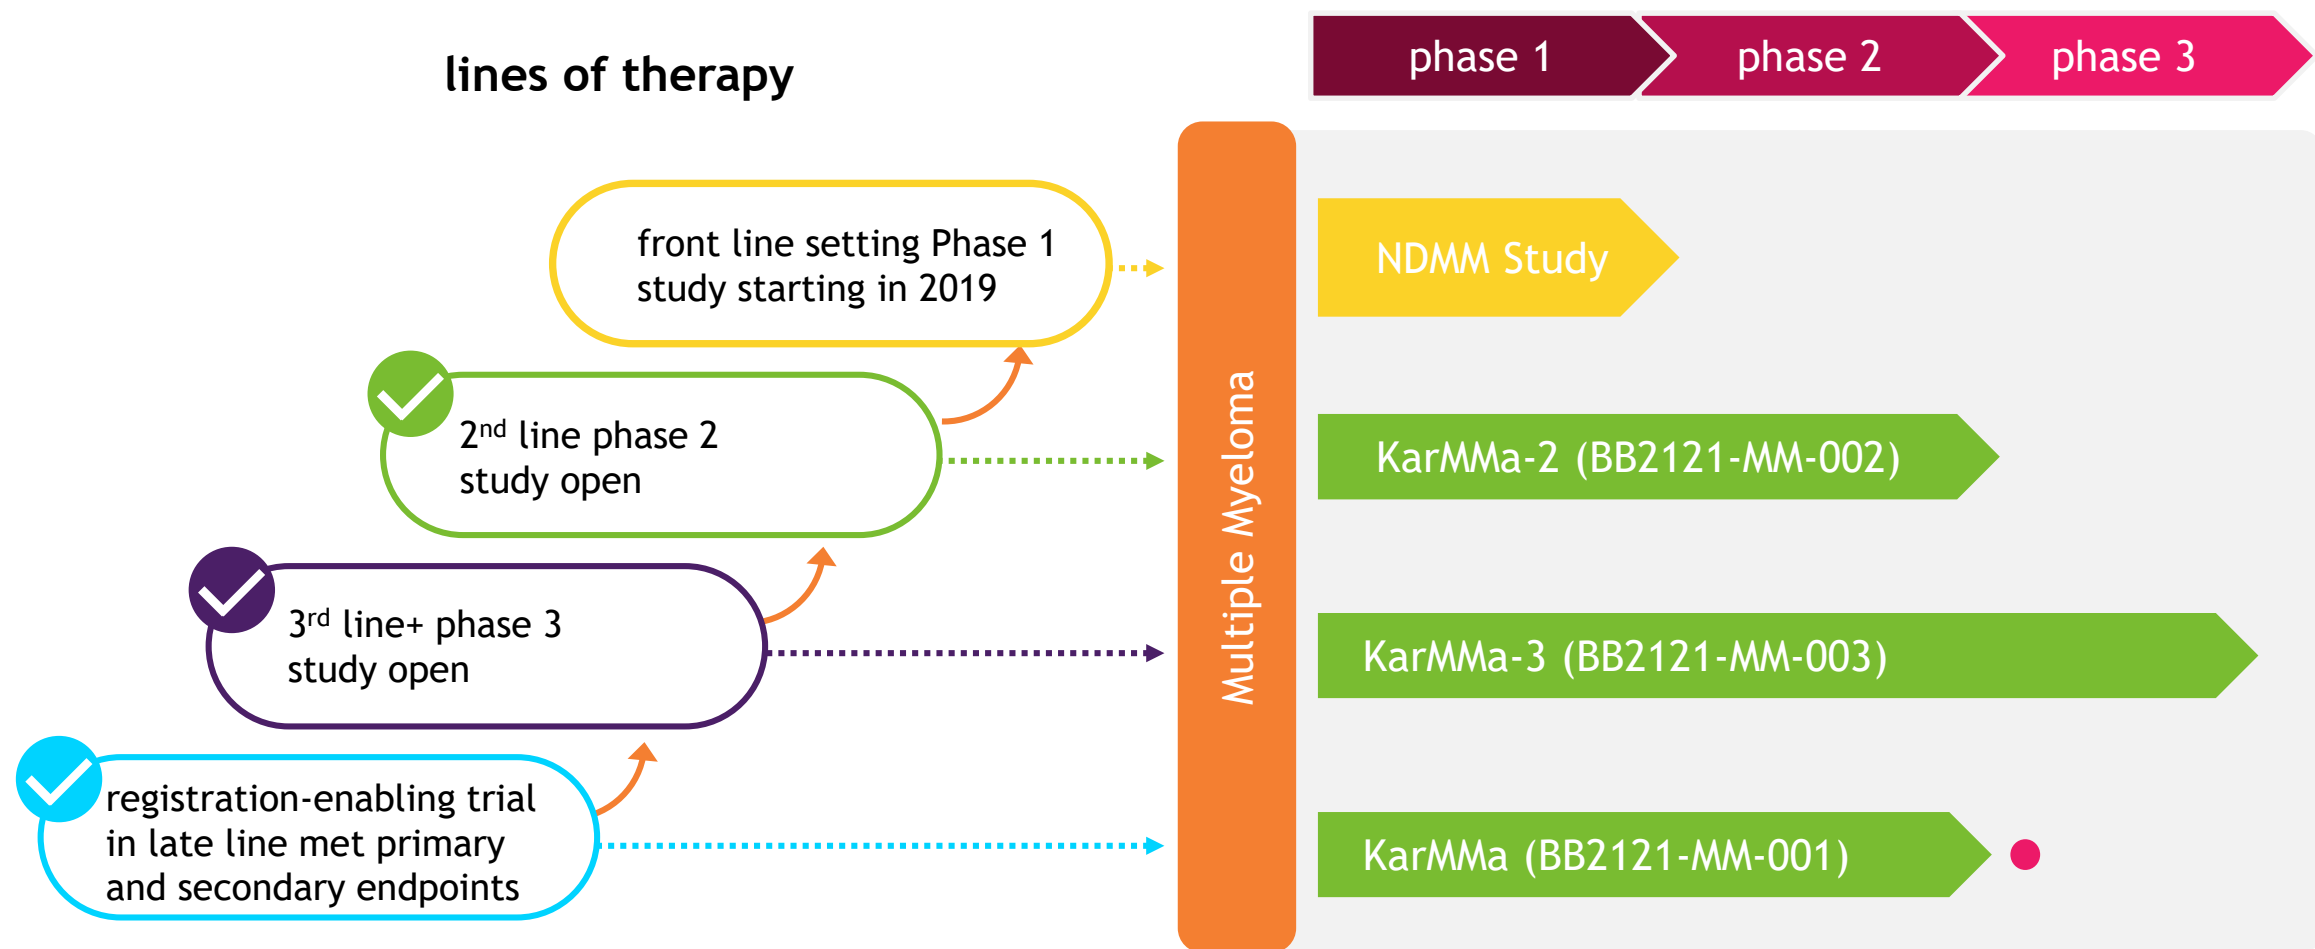 lines of therapy
phase 1
phase 2
phase 3
front line setting Phase 1
study starting in 2019
2nd line phase 2
study open
3rd line+ phase 3
study open
registration-enabling trial
in late line met primary
and secondary endpoints
Multiple Myeloma
NDMM Study
KarMMa-2 (BB2121-MM-002)
KarMMa-3 (BB2121-MM-003)
KarMMa (BB2121-MM-001)